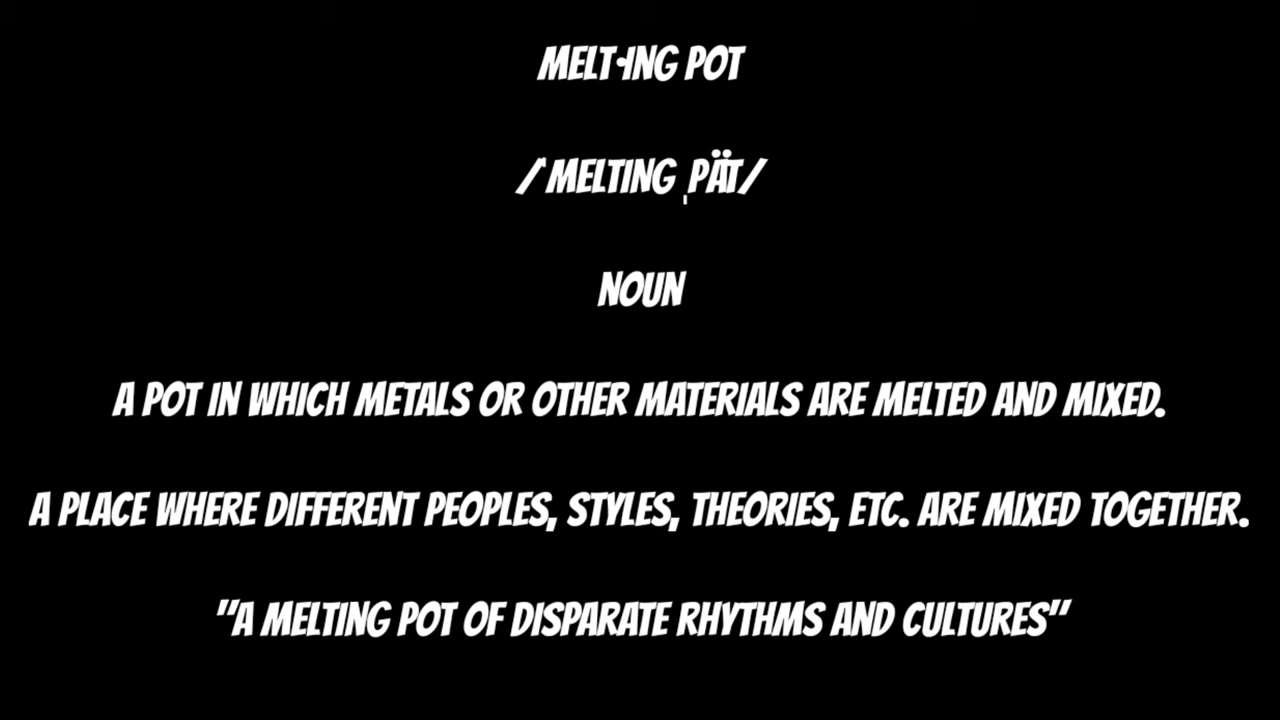 MELT·ING POT
/ˈMELTING ˌPÄT/
NOUN
A POT IN WHICH METALS OR OTHER MATERIALS ARE MELTED AND MIXED.
A PLACE WHERE DIFFERENT PEOPLES, STYLES, THEORIES, ETC. ARE MIXED TOGETHER.
"A MELTING POT OF DISPARATE RHYTHMS AND CULTURES"